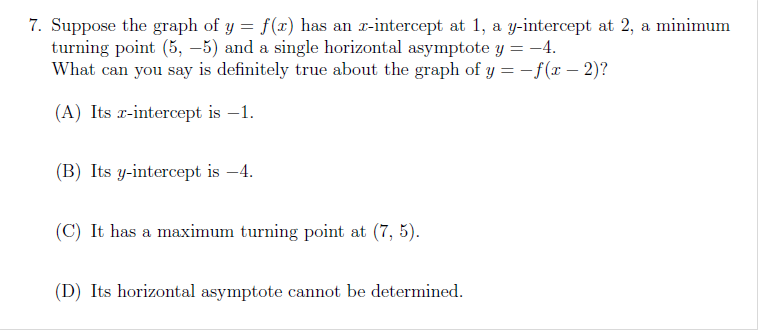 7. Suppose the graph of y = f(x) has an x-intercept at 1, a y-intercept at 2, a minimum
turning point (5, −5) and a single horizontal asymptote y = −4.
What can you say is definitely true about the graph of y = −f(x − 2)?
(A) Its x-intercept is −1.
(B) Its y-intercept is −4.
(C) It has a maximum turning point at (7, 5).
(D) Its horizontal asymptote cannot be determined.